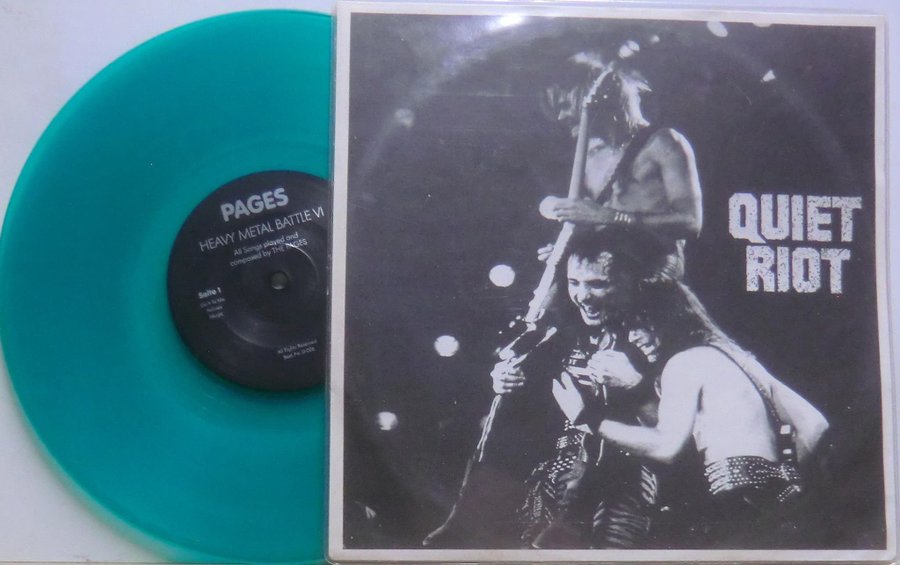 PAGES
HEAVY METAL BATTLE VI
All Songs played and
composed by THE PAGES
Seite 1
All Rights Reserved
QUIET
RIOT